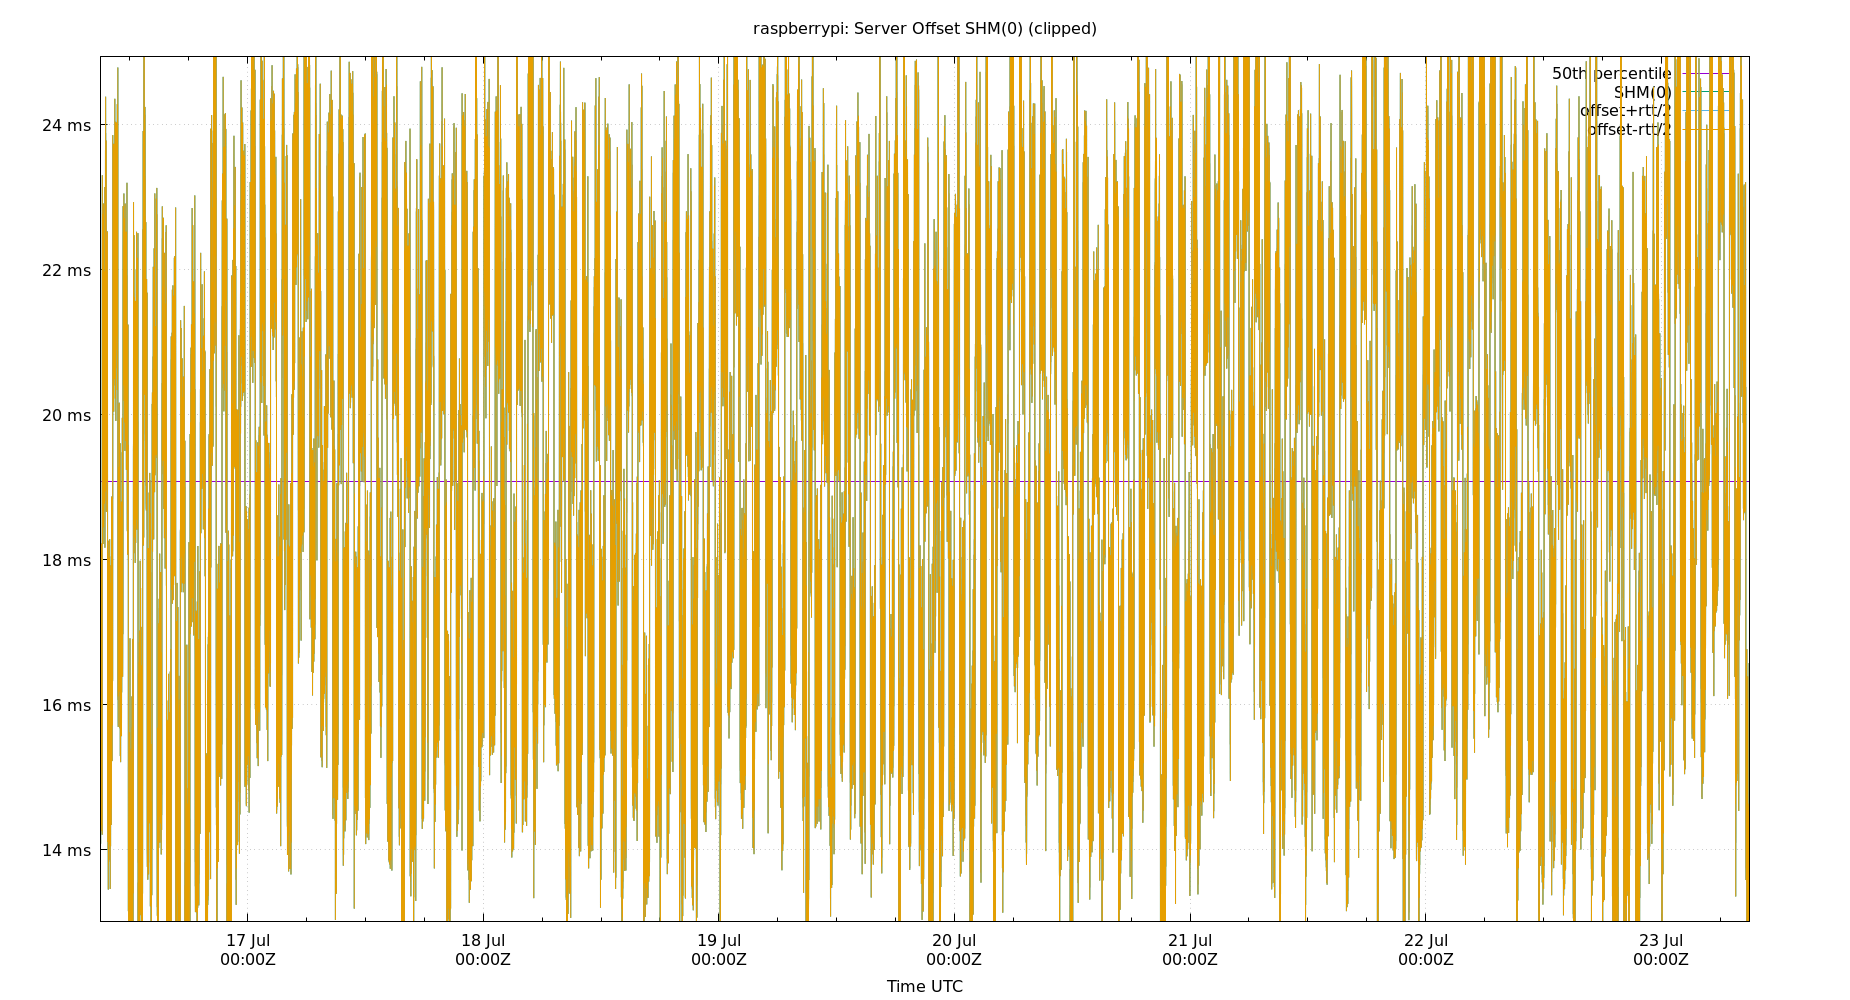 raspberrypi: Server Offset SHM(0) (clipped)
50th percentile
SHM(0)
offset+rtt/2
offset-rtt/2
24 ms
22 ms
20 ms
18 ms
16 ms
14 ms
17 Jul 18 Jul 19 Jul 20 Jul 21 Jul 22 Jul 23 Jul
00:00Z 00:00Z 00:00Z 00:00Z 00:00Z 00:00Z 00:00Z
Time UTC